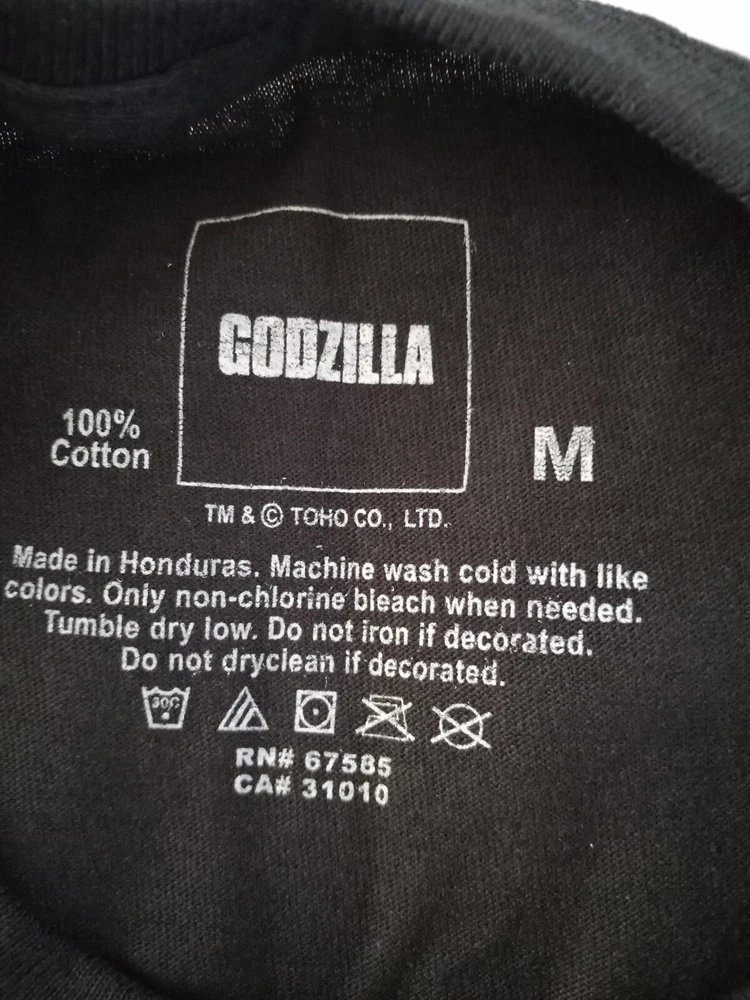 GODZILLA
100%
Cotton
M
TM & © TOHO CO., LTD.
Made in Honduras. Machine wash cold with like
colors. Only non-chlorine bleach when needed.
Tumble dry low. Do not iron if decorated.
Do not dryclean if decorated.
30C
RN# 67585
CA# 31010